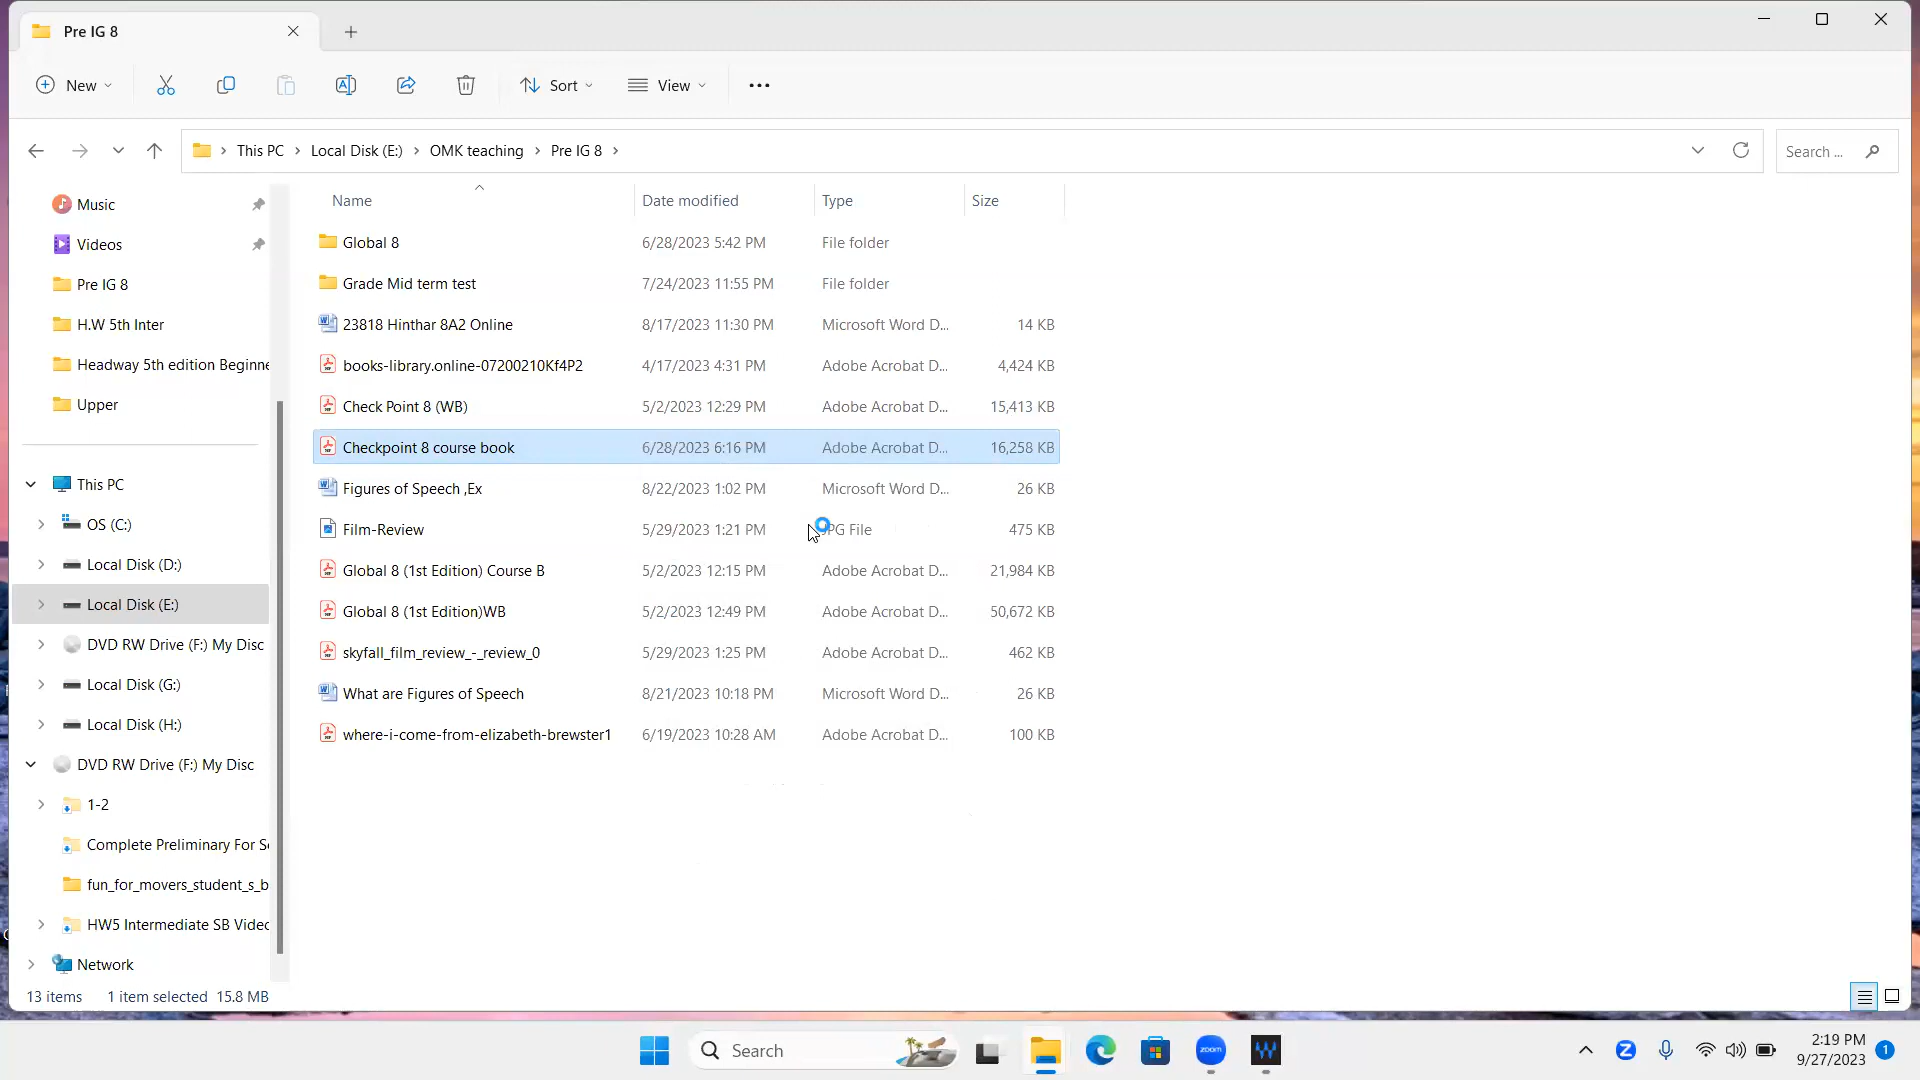 Pre IG 8
New
Sort
View
This PC
Local Disk (E:)
OMK teaching
Pre IG 8
Search ...
Music
Videos
Pre IG 8
H.W 5th Inter
Headway 5th edition Beginne
Upper
This PC
OS (C:)
Local Disk (D:)
Local Disk (E:)
DVD RW Drive (F:) My Disc
Local Disk (G:)
Local Disk (H:)
DVD RW Drive (F:) My Disc
1-2
Complete Preliminary For S
fun_for_movers_student_s_b
HW5 Intermediate SB Videc
Network
Name Date modified Type Size
Global 8 6/28/2023 5:42 PM File folder
Grade Mid term test 7/24/2023 11:55 PM File folder
23818 Hinthar 8A2 Online 8/17/2023 11:30 PM Microsoft Word D... 14 KB
books-library.online-07200210Kf4P2 4/17/2023 4:31 PM Adobe Acrobat D... 4,424 KB
Check Point 8 (WB) 5/2/2023 12:29 PM Adobe Acrobat D... 15,413 KB
Checkpoint 8 course book 6/28/2023 6:16 PM Adobe Acrobat D... 16,258 KB
Figures of Speech ,Ex 8/22/2023 1:02 PM Microsoft Word D... 26 KB
Film-Review 5/29/2023 1:21 PM PG File 475 KB
Global 8 (1st Edition) Course B 5/2/2023 12:15 PM Adobe Acrobat D... 21,984 KB
Global 8 (1st Edition)WB 5/2/2023 12:49 PM Adobe Acrobat D... 50,672 KB
skyfall_film_review_-_review_0 5/29/2023 1:25 PM Adobe Acrobat D... 462 KB
What are Figures of Speech 8/21/2023 10:18 PM Microsoft Word D... 26 KB
where-i-come-from-elizabeth-brewster1 6/19/2023 10:28 AM Adobe Acrobat D... 100 KB
13 items 1 item selected 15.8 MB
Search
zoom
2:19 PM
9/27/2023
1